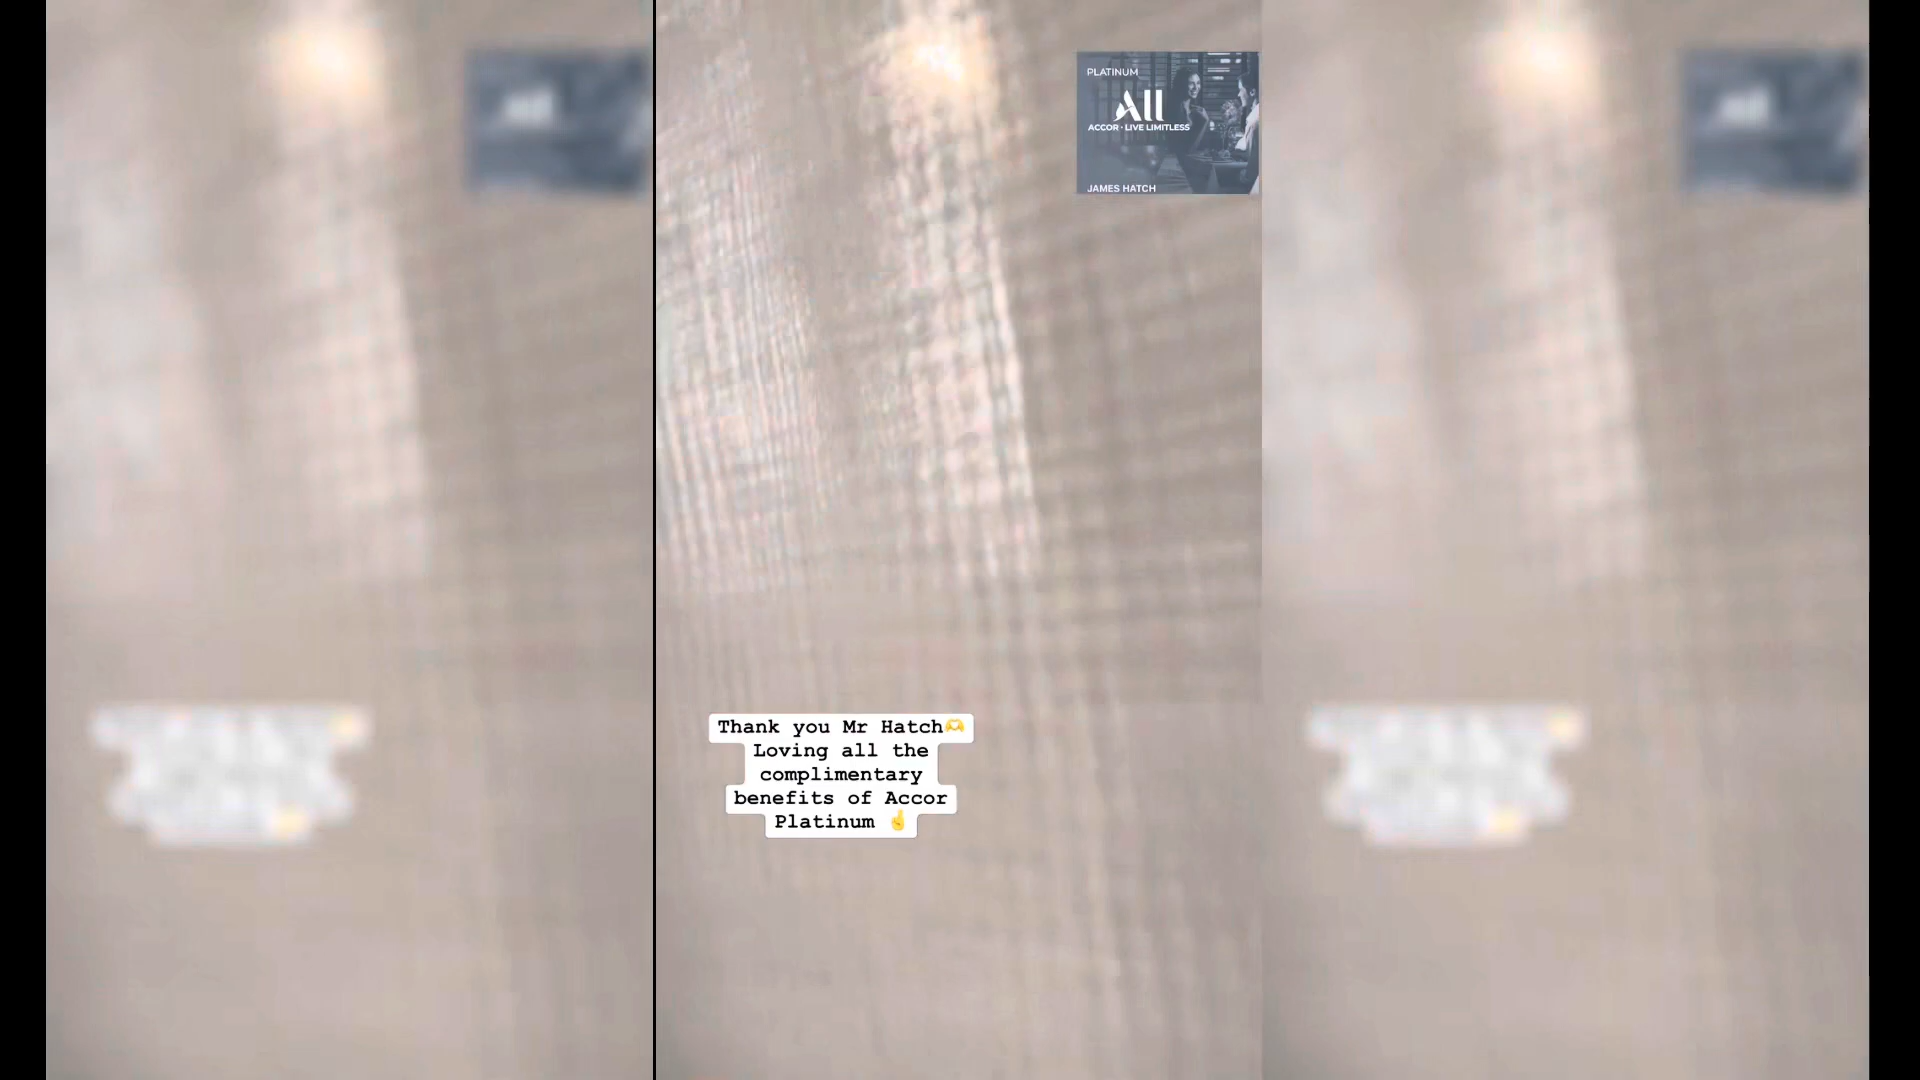 PLATINUM
All
ACCOR · LIVE LIMITLESS
JAMES HATCH
Thank you Mr Hatch🫶
Loving all the
complimentary
benefits of Accor
Platinum 🤞